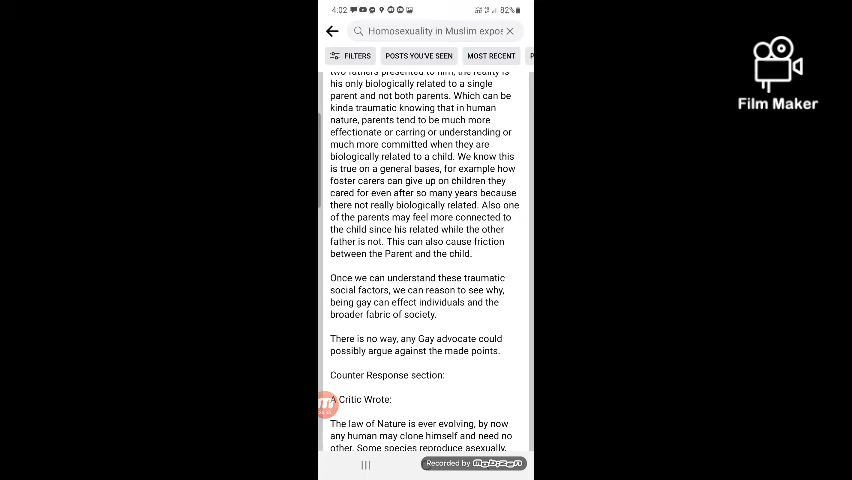 4:02
82%
Homosexuality in Muslim expos
FILTERS
POSTS YOU'VE SEEN
MOST RECENT
two fathers presented to him, the reality is
his only biologically related to a single
parent and not both parents. Which can be
kinda traumatic knowing that in human
nature, parents tend to be much more
effectionate or carring or understanding or
much more committed when they are
biologically related to a child. We know this
is true on a general bases, for example how
foster carers can give up on children they
cared for even after so many years because
there not really biologically related. Also one
of the parents may feel more connected to
the child since his related while the other
father is not. This can also cause friction
between the Parent and the child.
Once we can understand these traumatic
social factors, we can reason to see why,
being gay can effect individuals and the
broader fabric of society.
There is no way, any Gay advocate could
possibly argue against the made points.
Counter Response section:
A Critic Wrote:
The law of Nature is ever evolving, by now
any human may clone himself and need no
other. Some species reproduce asexually,
Recorded by
Film Maker